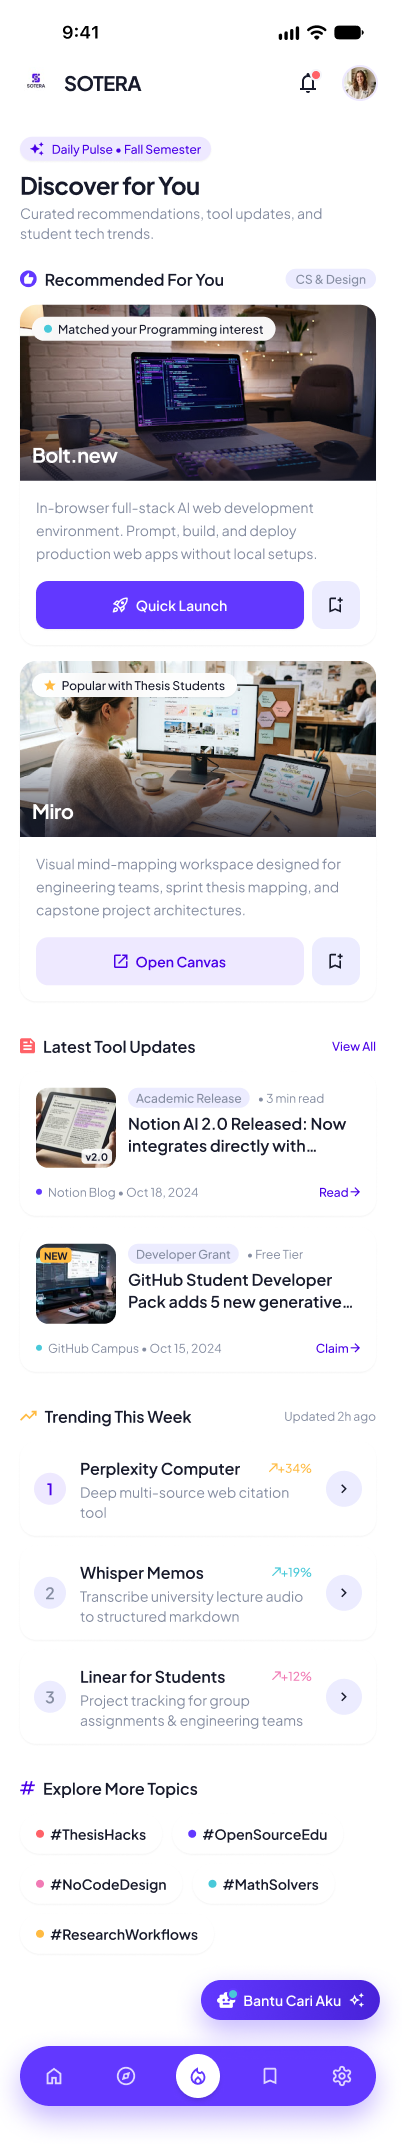 9:41
SOTERA
SOTERA
Daily Pulse • Fall Semester
Discover for You
Curated recommendations, tool updates, and
student tech trends.
Recommended For You
CS & Design
Matched your Programming interest
Bolt.new
In-browser full-stack AI web development
environment. Prompt, build, and deploy
production web apps without local setups.
Quick Launch
Popular with Thesis Students
Miro
Visual mind-mapping workspace designed for
engineering teams, sprint thesis mapping, and
capstone project architectures.
Open Canvas
Latest Tool Updates
View All
Academic Release • 3 min read
Notion AI 2.0 Released: Now
integrates directly with...
v2.0
Notion Blog • Oct 18, 2024
Read→
NEW
Developer Grant • Free Tier
GitHub Student Developer
Pack adds 5 new generative...
GitHub Campus • Oct 15, 2024
Claim→
Trending This Week
Updated 2h ago
1
Perplexity Computer
↗+34%
Deep multi-source web citation
tool
2
Whisper Memos
↗+19%
Transcribe university lecture audio
to structured markdown
3
Linear for Students
↗+12%
Project tracking for group
assignments & engineering teams
# Explore More Topics
#ThesisHacks
#OpenSourceEdu
#NoCodeDesign
#MathSolvers
#ResearchWorkflows
Bantu Cari Aku